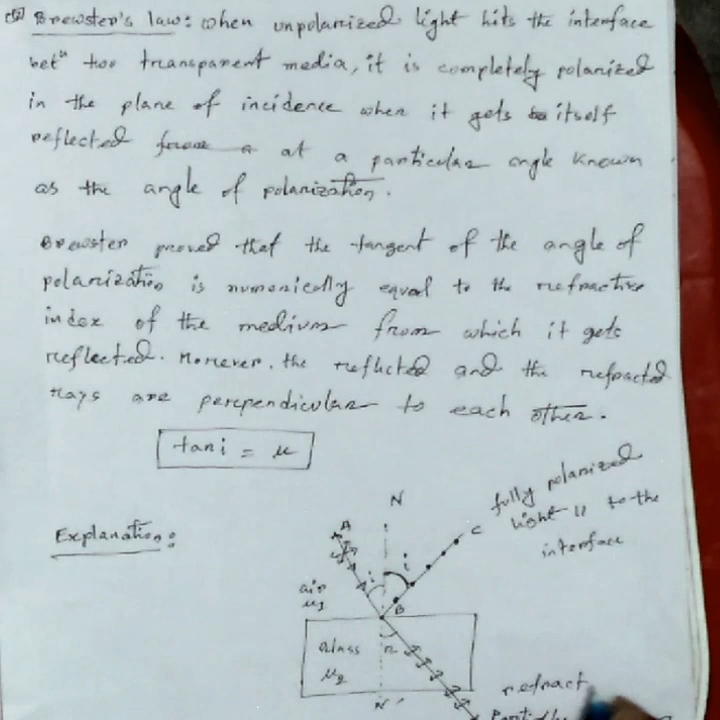 Brewster's law: when unpolarized light hits the interface
betn two transparent media, it is completely polarized
in the plane of incidence when it gets itself
reflected at a particular angle known
as the angle of polarization.
Brewster proved that the tangent of the angle of
polarization is numerically equal to the refractive
index of the medium from which it gets
reflected. Moreover, the reflected and the refracted
rays are perpendicular to each other.
tan i = μ
Explanation:
N
A
i
i
C
fully polarized
light 11 to the
interface
air
μ1
B
Glass
μ2
r
N'
refract